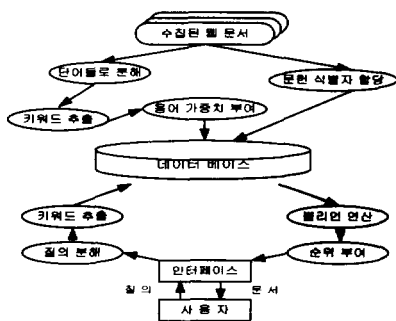 수집된 웹 문서
단어들로 분해
문헌 식별자 할당
키워드 추출
용어 가중치 부여
데이터 베이스
키워드 추출
불리언 연산
질의 분해
순위 부여
인터페이스
질의 문서
사용자